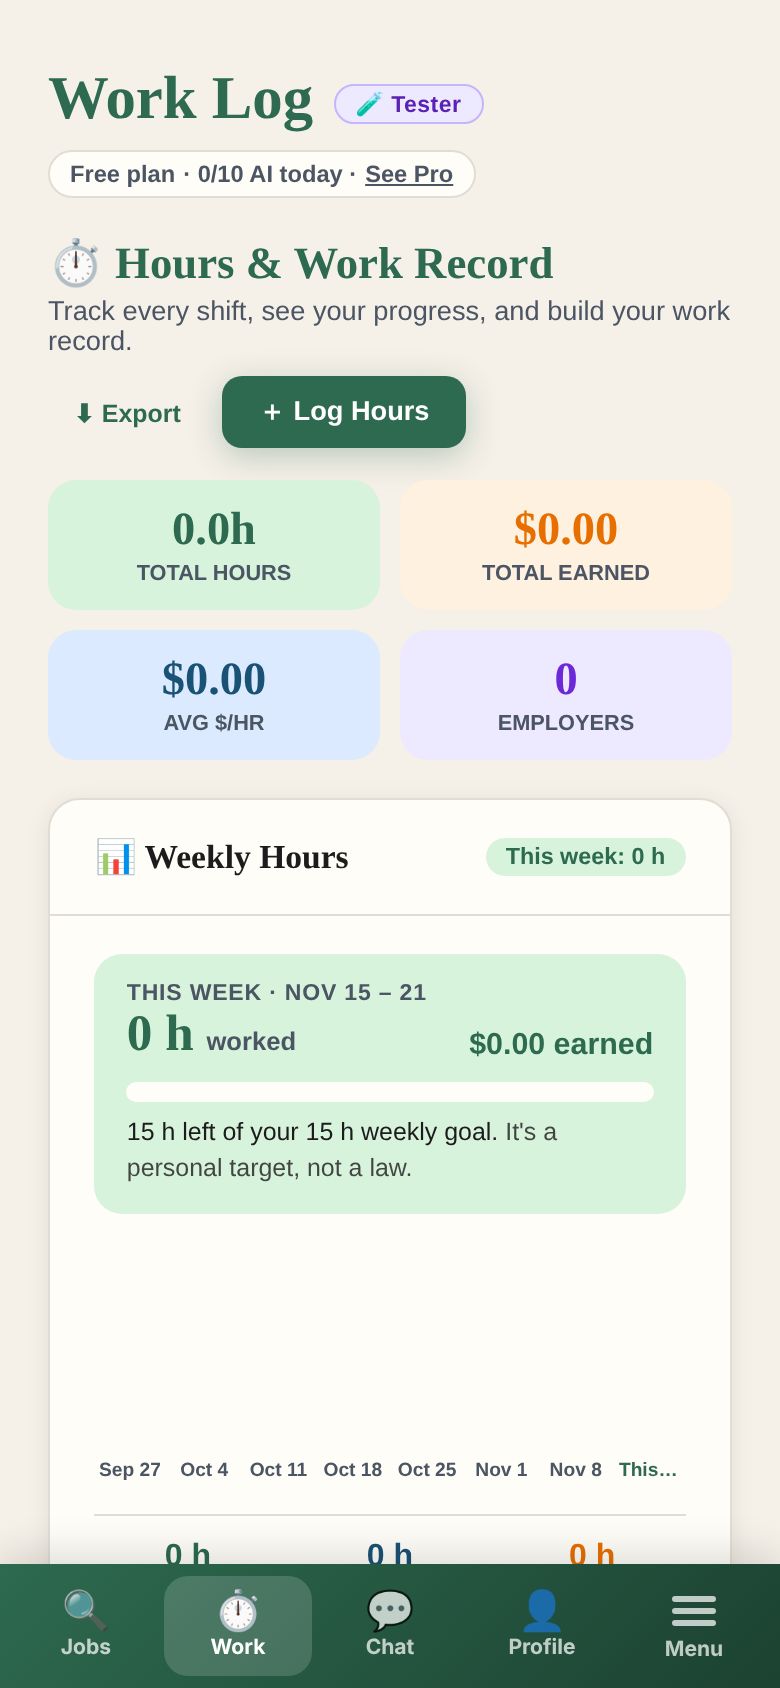 Work Log
🧪 Tester
Free plan · 0/10 AI today · See Pro
⏱️ Hours & Work Record
Track every shift, see your progress, and build your work
record.
⬇ Export
+ Log Hours
0.0h
TOTAL HOURS
$0.00
TOTAL EARNED
$0.00
AVG $/HR
0
EMPLOYERS
📊 Weekly Hours
This week: 0 h
THIS WEEK · NOV 15 – 21
0 h worked
$0.00 earned
15 h left of your 15 h weekly goal. It's a
personal target, not a law.
Sep 27 Oct 4 Oct 11 Oct 18 Oct 25 Nov 1 Nov 8 This…
0 h 0 h 0 h
Jobs Work Chat Profile Menu